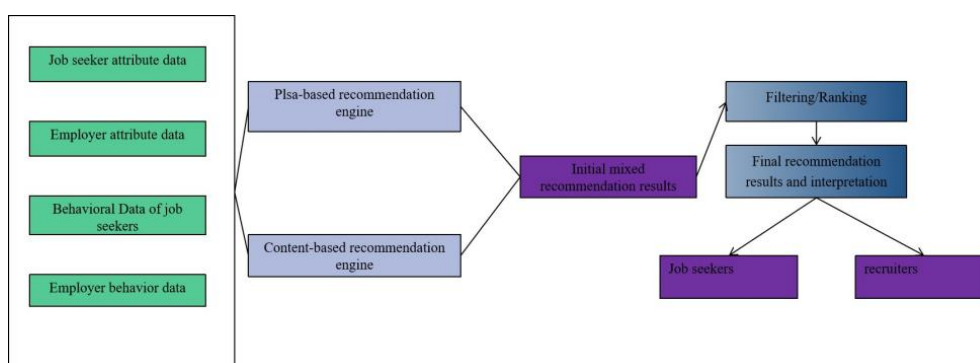 Job seeker attribute data
Employer attribute data
Behavioral Data of job
seekers
Employer behavior data
Plsa-based recommendation
engine
Content-based recommendation
engine
Initial mixed
recommendation results
Filtering/Ranking
Final recommendation
results and interpretation
Job seekers
recruiters